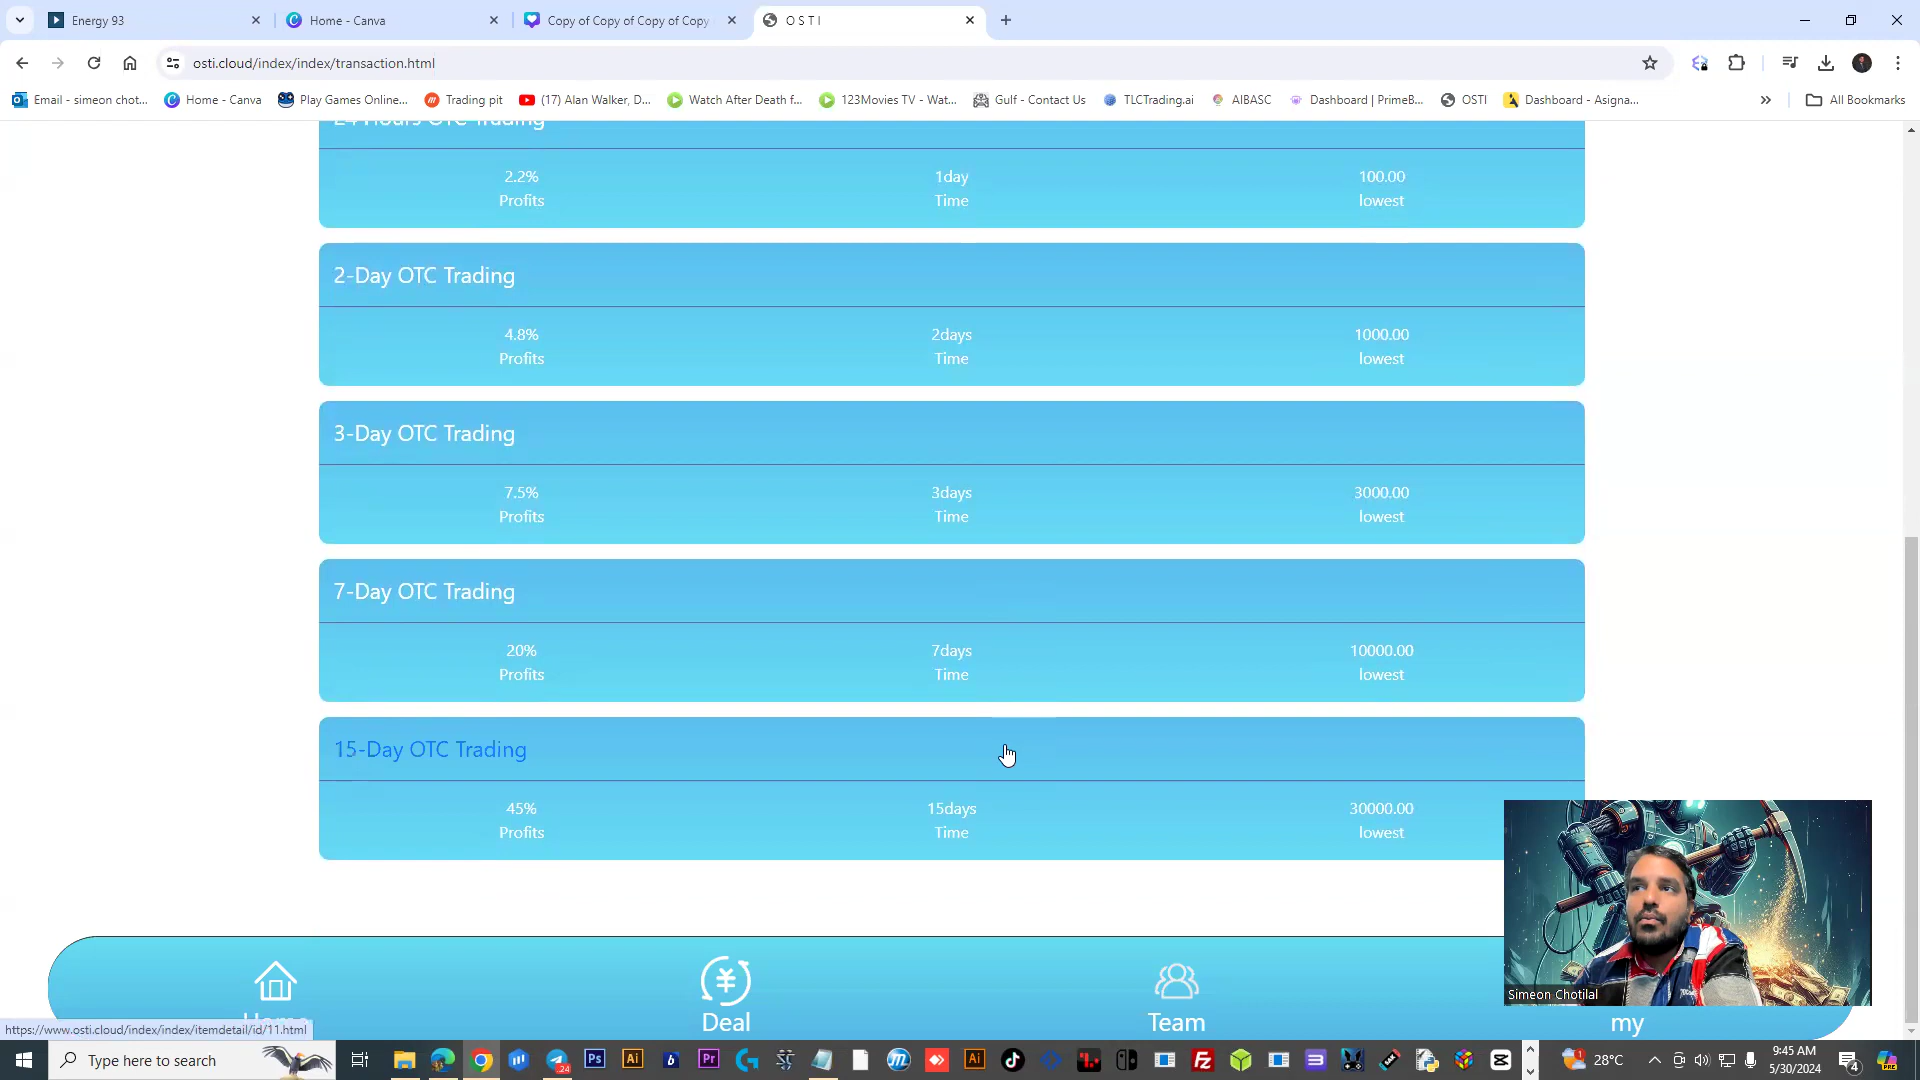 Energy 93
Home - Canva
Copy of Copy of Copy of Copy
O S T I
osti.cloud/index/index/transaction.html
Email - simeon chot...
Home - Canva
Play Games Online...
Trading pit
(17) Alan Walker, D...
Watch After Death f...
123Movies TV - Wat...
Gulf - Contact Us
TLCTrading.ai
AIBASC
Dashboard | PrimeB...
OSTI
Dashboard - Asigna...
All Bookmarks
24 Hours OTC Trading
2.2%
Profits
1day
Time
100.00
lowest
2-Day OTC Trading
4.8%
Profits
2days
Time
1000.00
lowest
3-Day OTC Trading
7.5%
Profits
3days
Time
3000.00
lowest
7-Day OTC Trading
20%
Profits
7days
Time
10000.00
lowest
15-Day OTC Trading
45%
Profits
15days
Time
30000.00
lowest
Simeon Chotilal
Home
Deal
Team
my
https://www.osti.cloud/index/index/itemdetail/id/11.html
Type here to search
28°C
9:45 AM
5/30/2024